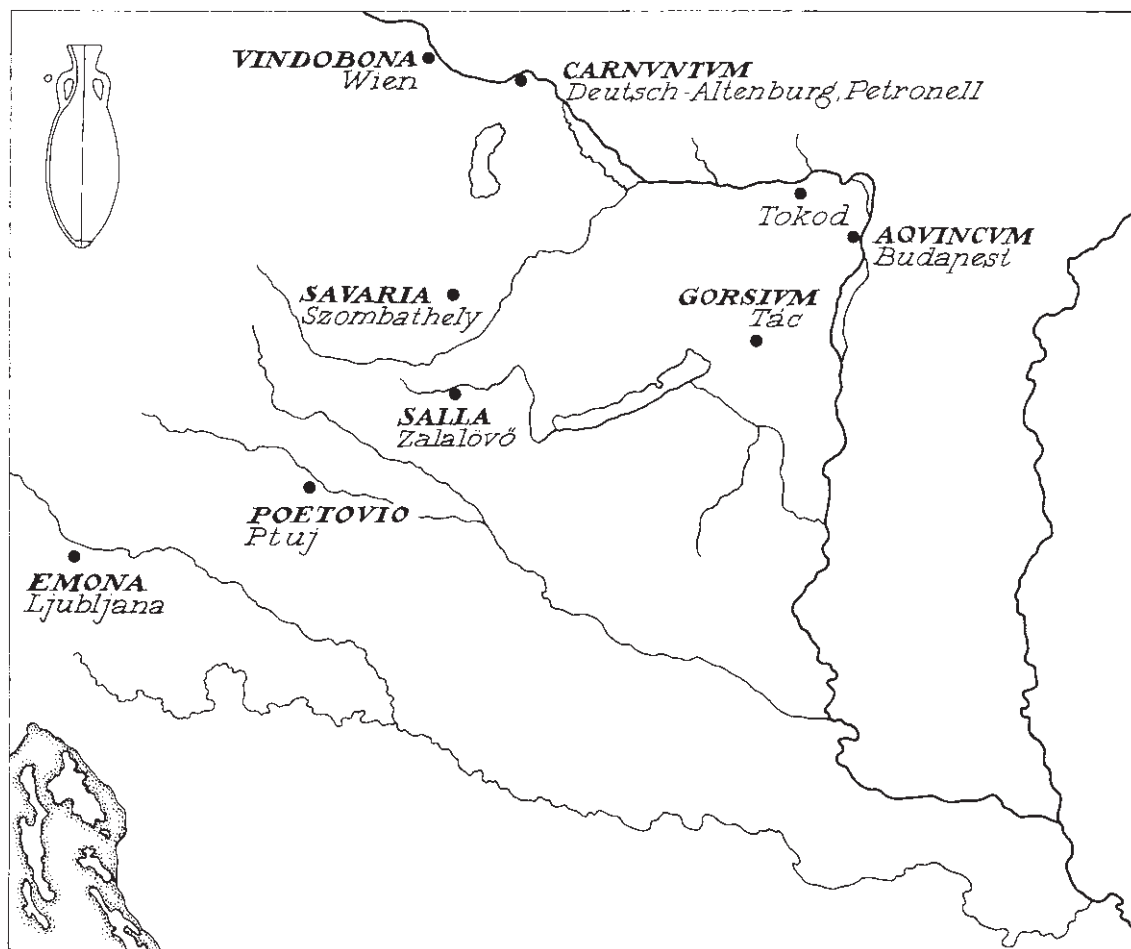 VINDOBONA
Wien
CARNVNTVM
Deutsch-Altenburg, Petronell
Tokod
AQVINCVM
Budapest
SAVARIA
Szombathely
GORSIVM
Tác
SALLA
Zalalövő
POETOVIO
Ptuj
EMONA
Ljubljana